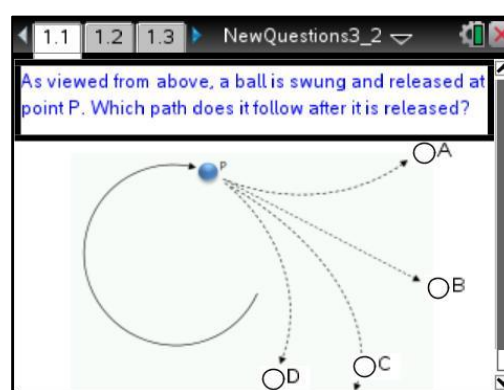 1.1 1.2 1.3 NewQuestions3_2
As viewed from above, a ball is swung and released at
point P. Which path does it follow after it is released?
P
A
B
C
D